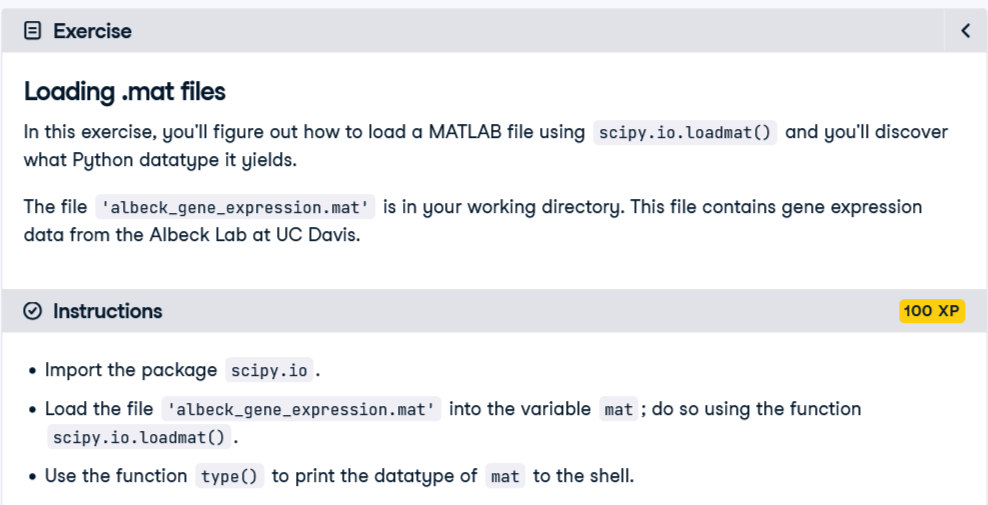 Exercise
Loading .mat files
In this exercise, you'll figure out how to load a MATLAB file using scipy.io.loadmat() and you'll discover
what Python datatype it yields.
The file 'albeck_gene_expression.mat' is in your working directory. This file contains gene expression
data from the Albeck Lab at UC Davis.
Instructions
100 XP
• Import the package scipy.io.
• Load the file 'albeck_gene_expression.mat' into the variable mat; do so using the function
scipy.io.loadmat().
• Use the function type() to print the datatype of mat to the shell.